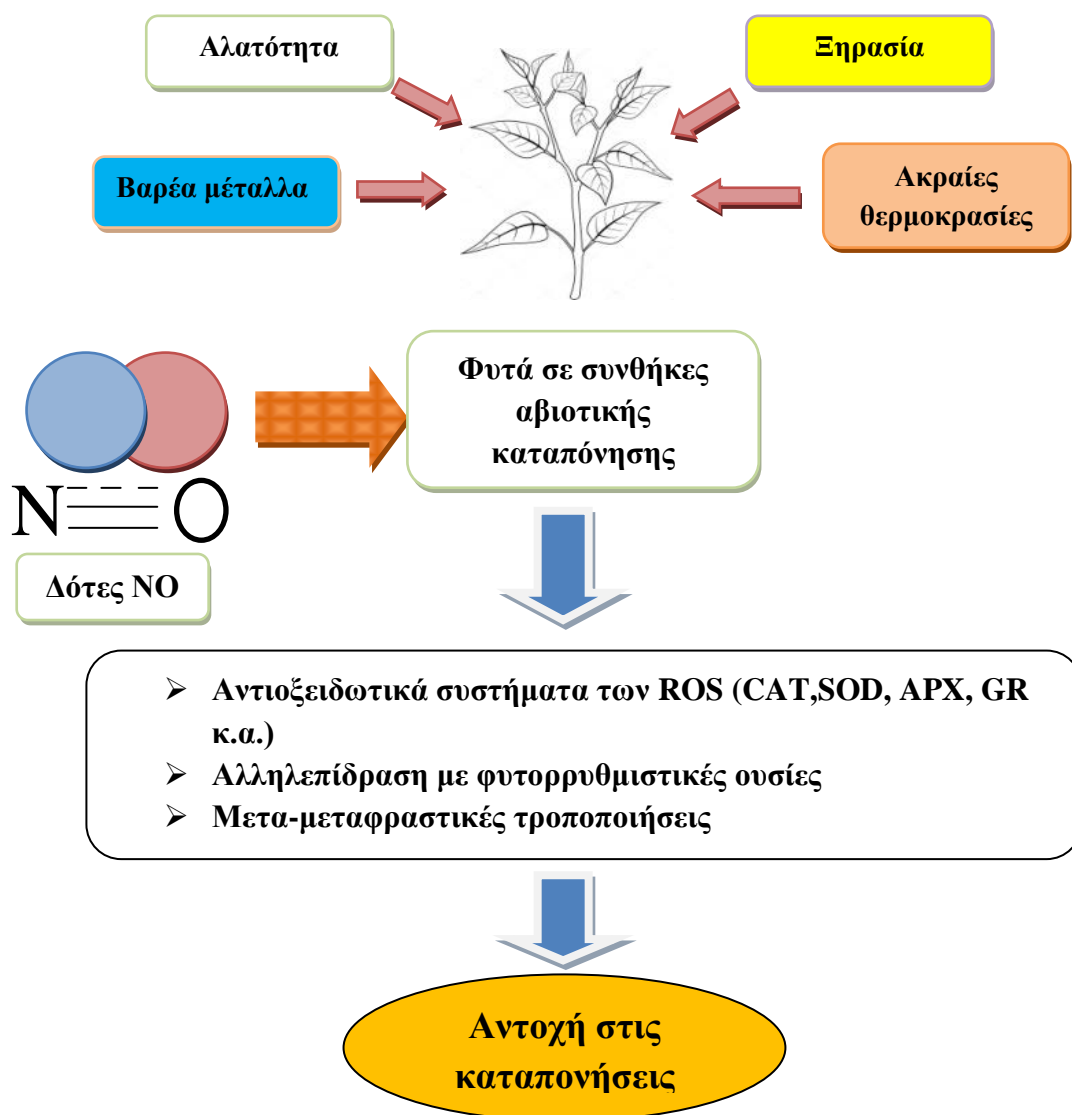 Αλατότητα
Ξηρασία
Βαρέα μέταλλα
Ακραίες
θερμοκρασίες
Φυτά σε συνθήκες
αβιοτικής
καταπόνησης
N O
Δότες ΝΟ
➢ Αντιοξειδωτικά συστήματα των ROS (CAT,SOD, APX, GR
κ.α.)
➢ Αλληλεπίδραση με φυτορρυθμιστικές ουσίες
➢ Μετα-μεταφραστικές τροποποιήσεις
Αντοχή στις
καταπονήσεις